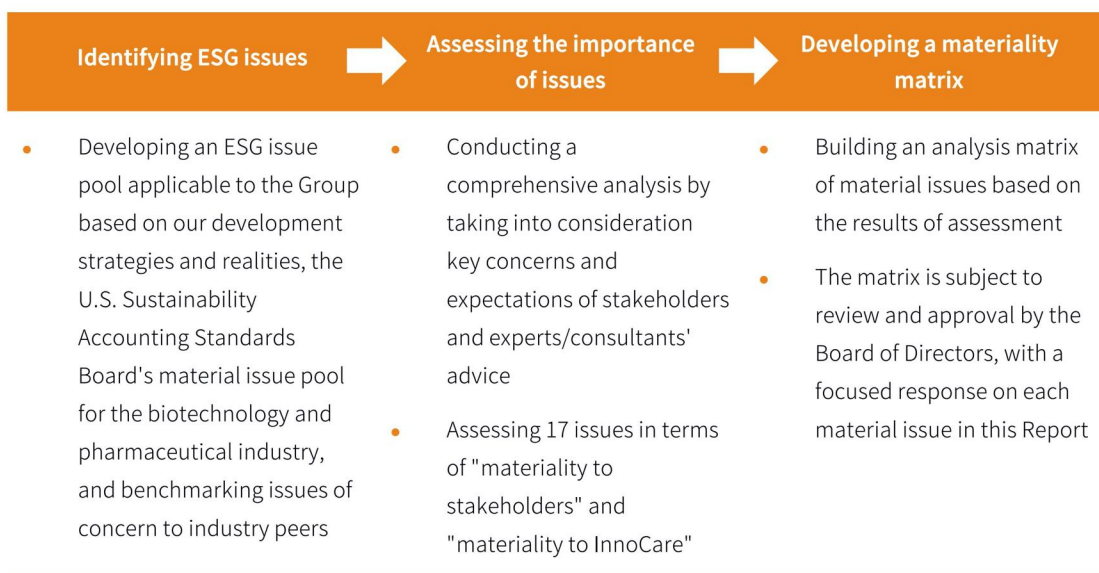 Identifying ESG issues
Assessing the importance
of issues
Developing a materiality
matrix
• Developing an ESG issue
pool applicable to the Group
based on our development
strategies and realities, the
U.S. Sustainability
Accounting Standards
Board's material issue pool
for the biotechnology and
pharmaceutical industry,
and benchmarking issues of
concern to industry peers
• Conducting a
comprehensive analysis by
taking into consideration
key concerns and
expectations of stakeholders
and experts/consultants'
advice
• Assessing 17 issues in terms
of "materiality to
stakeholders" and
"materiality to InnoCare"
• Building an analysis matrix
of material issues based on
the results of assessment
• The matrix is subject to
review and approval by the
Board of Directors, with a
focused response on each
material issue in this Report